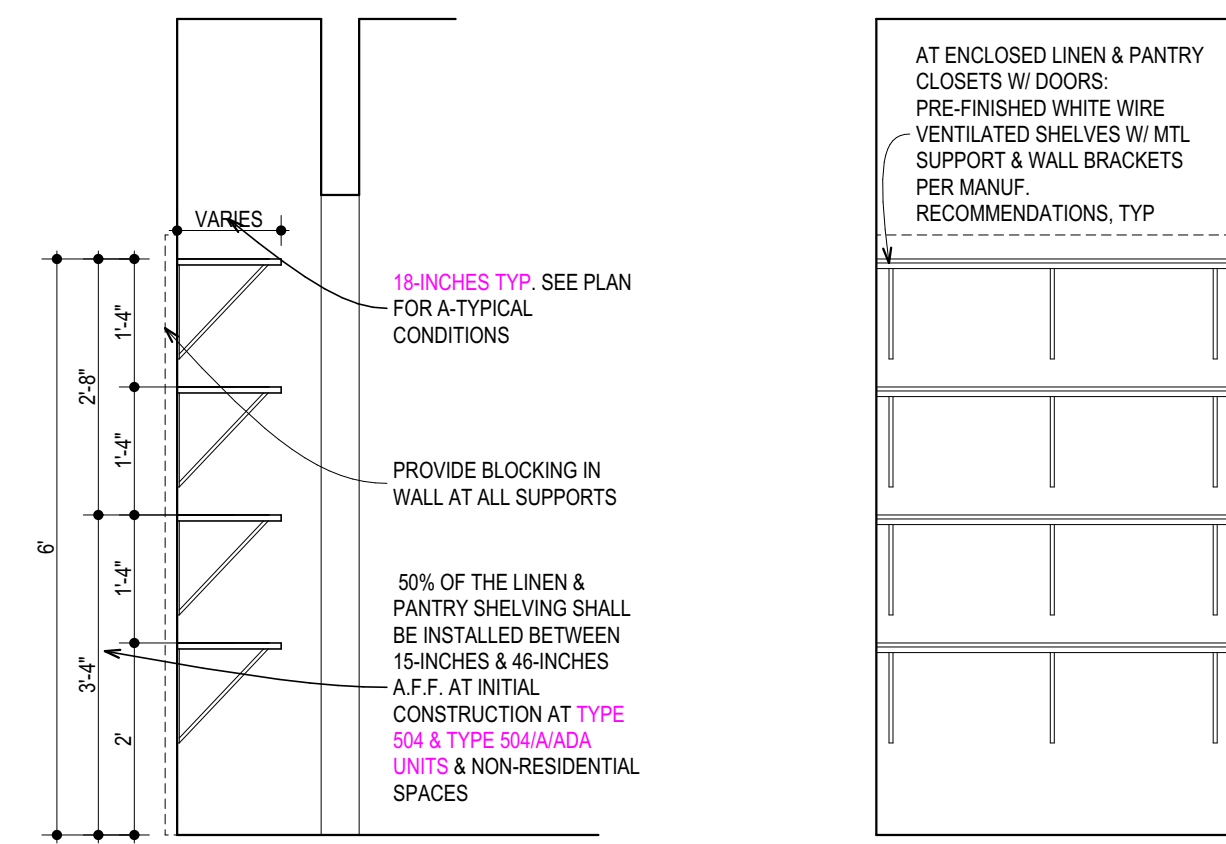 AT ENCLOSED LINEN & PANTRY
CLOSETS W/ DOORS:
PRE-FINISHED WHITE WIRE
VENTILATED SHELVES W/ MTL
SUPPORT & WALL BRACKETS
PER MANUF.
RECOMMENDATIONS, TYP
VARIES
18-INCHES TYP. SEE PLAN
FOR A-TYPICAL
CONDITIONS
1'-4"
2'-8"
1'-4"
PROVIDE BLOCKING IN
WALL AT ALL SUPPORTS
6'
1'-4"
3'-4"
2'
50% OF THE LINEN &
PANTRY SHELVING SHALL
BE INSTALLED BETWEEN
15-INCHES & 46-INCHES
A.F.F. AT INITIAL
CONSTRUCTION AT TYPE
504 & TYPE 504/A/ADA
UNITS & NON-RESIDENTIAL
SPACES